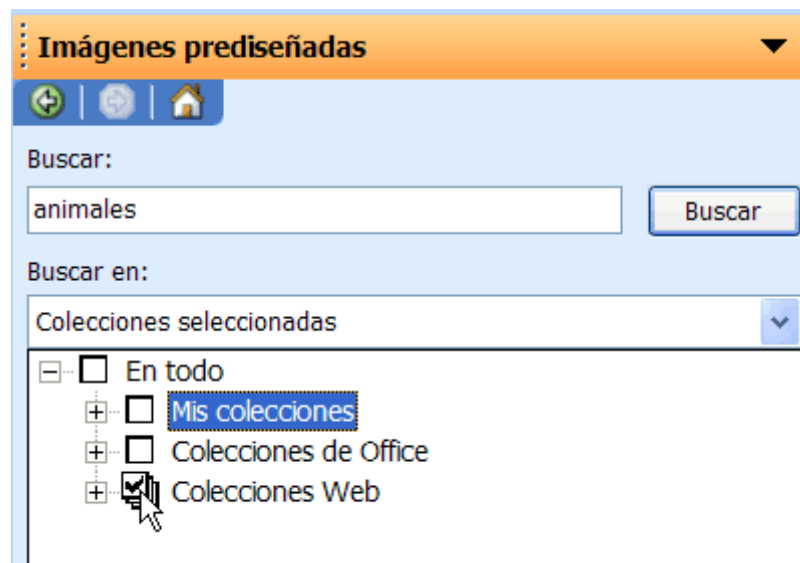 Imágenes prediseñadas
Buscar:
animales
Buscar
Buscar en:
Colecciones seleccionadas
En todo
Mis colecciones
Colecciones de Office
Colecciones Web